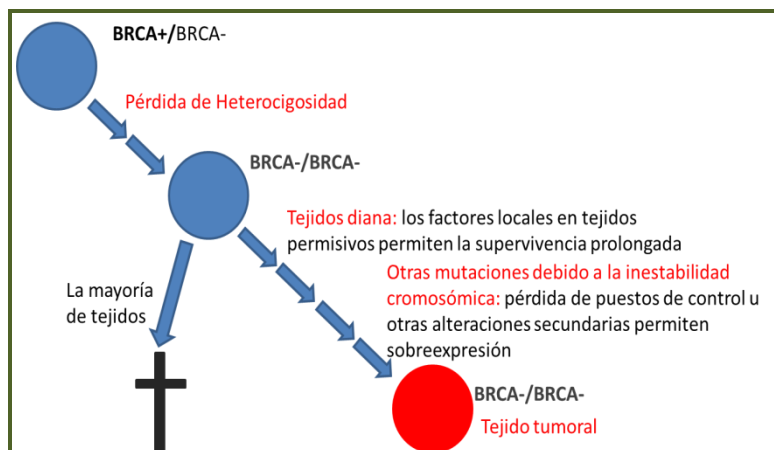 BRCA+/BRCA-
Pérdida de Heterocigosidad
BRCA-/BRCA-
Tejidos diana: los factores locales en tejidos
permisivos permiten la supervivencia prolongada
Otras mutaciones debido a la inestabilidad
cromosómica: pérdida de puestos de control u
otras alteraciones secundarias permiten
sobreexpresión
La mayoría
de tejidos
BRCA-/BRCA-
Tejido tumoral